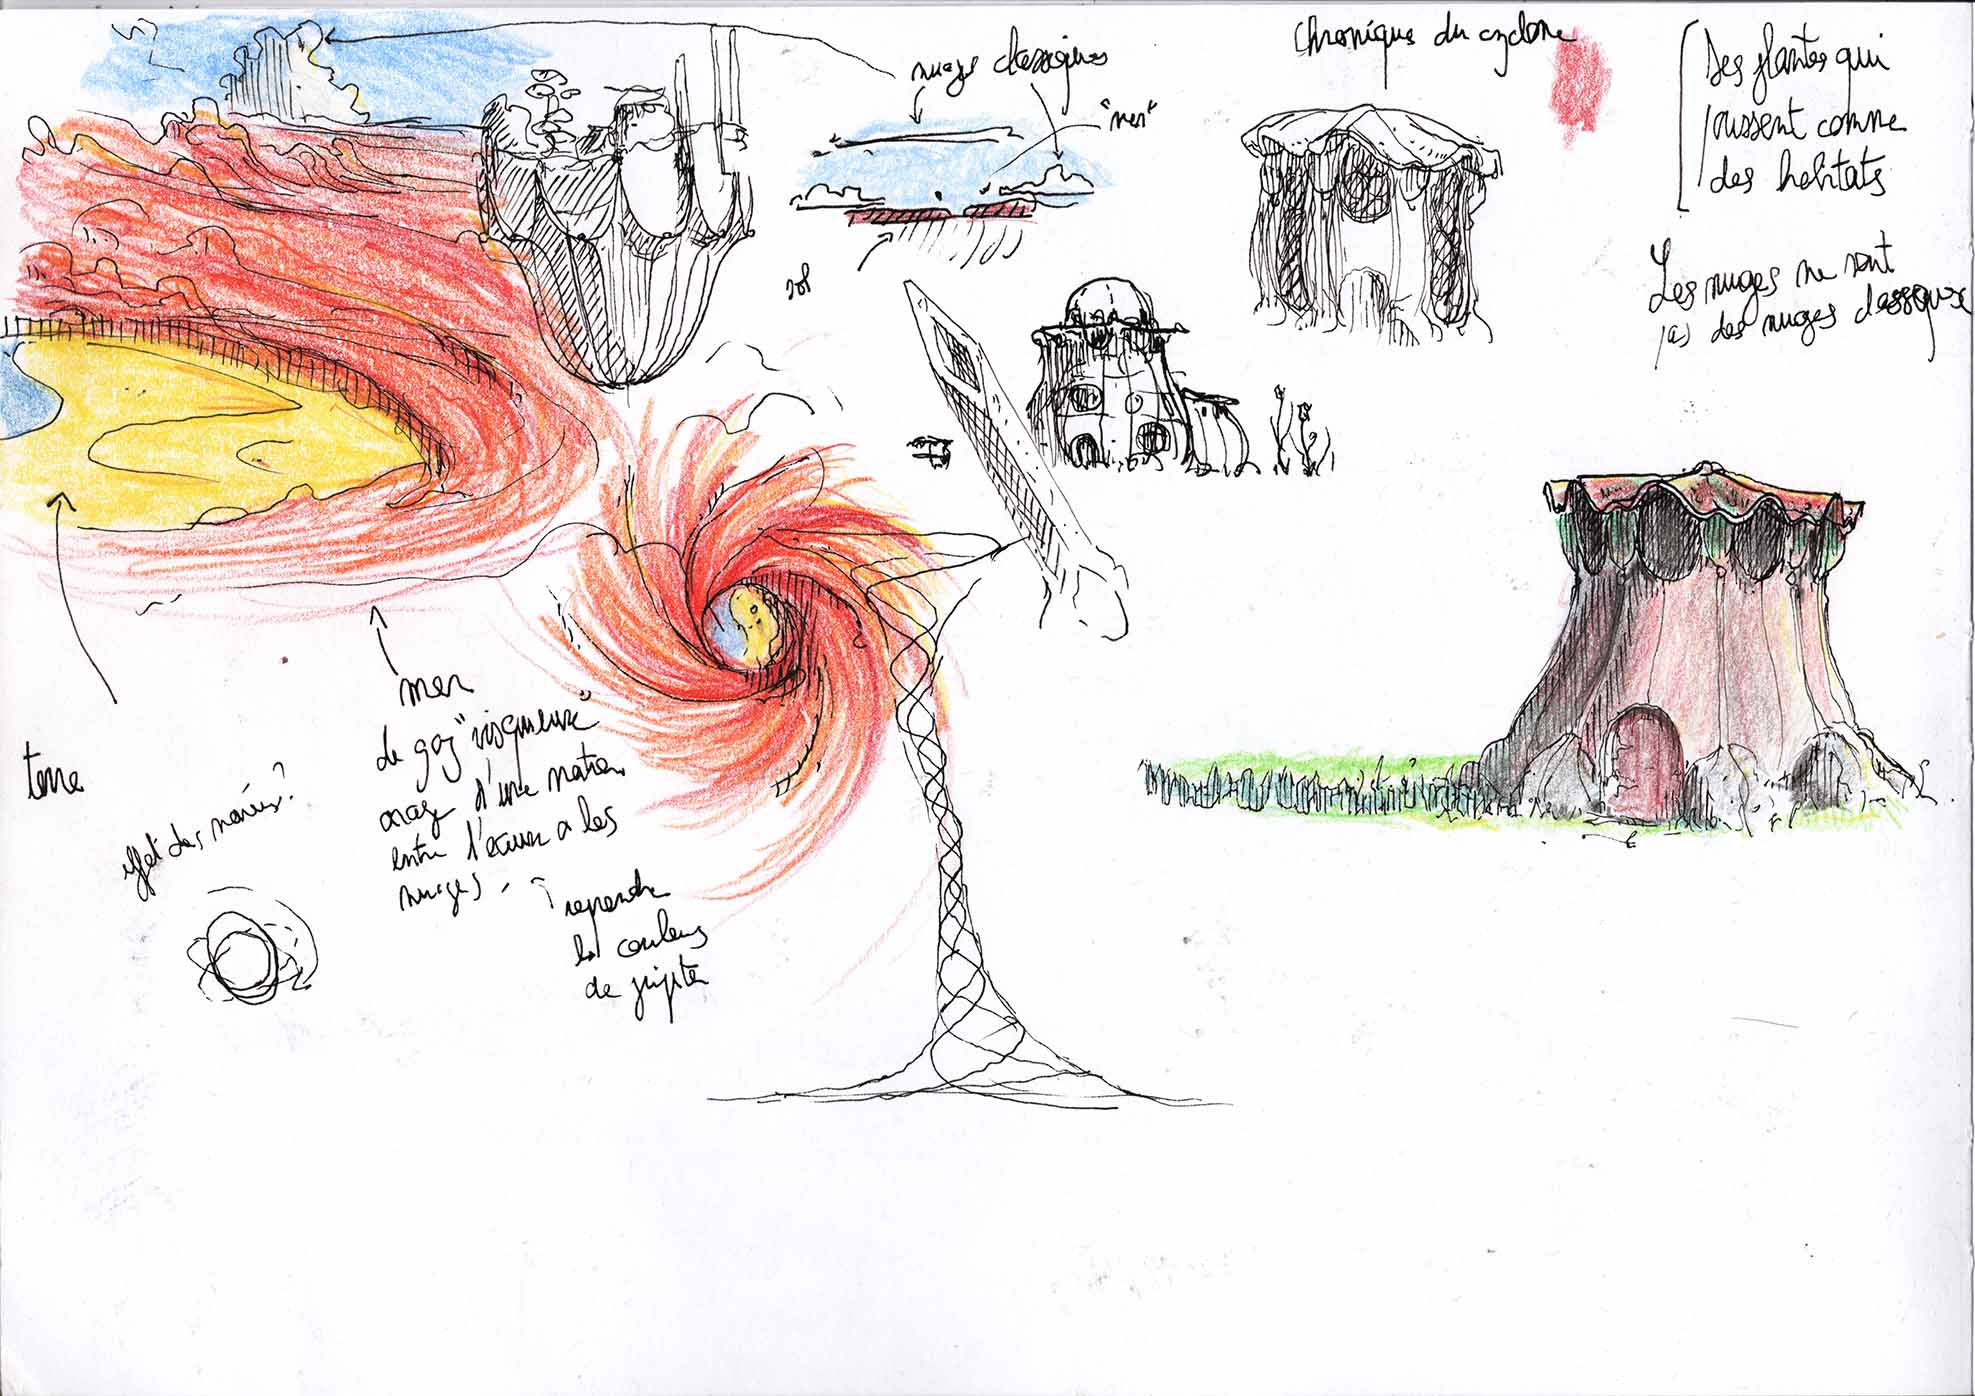 nuages classiques
"mer"
sol
Chronique du cyclone
Des plantes qui
poussent comme
des habitats
Les nuages ne sont
pas des nuages classiques
terre
mer
de gaz "visqueux"
d'une matière
entre l'écume et les
nuages
reprendre
les couleurs
de jupiter
effet des marées?